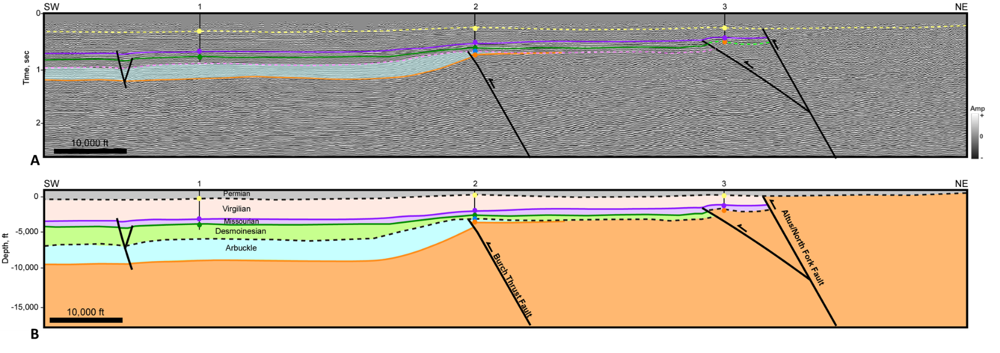 SW 1 2 3 NE
0
1
2
Time, sec
10,000 ft
Amp
+
0
-
A
SW 1 2 3 NE
0
-5,000
-10,000
-15,000
Depth, ft
Permian
Virgilian
Missourian
Desmoinesian
Arbuckle
Burch Thrust Fault
Altus/North Fork Fault
10,000 ft
B